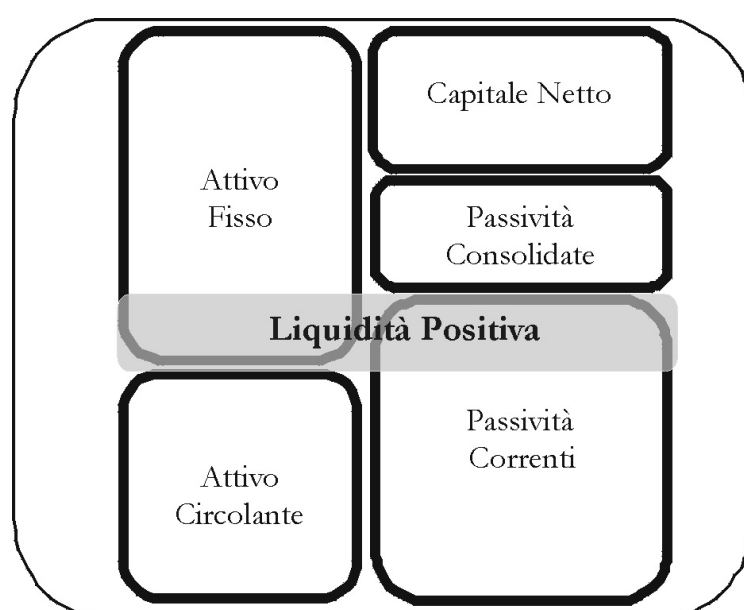 Attivo
Fisso
Capitale Netto
Passività
Consolidate
Liquidità Positiva
Attivo
Circolante
Passività
Correnti